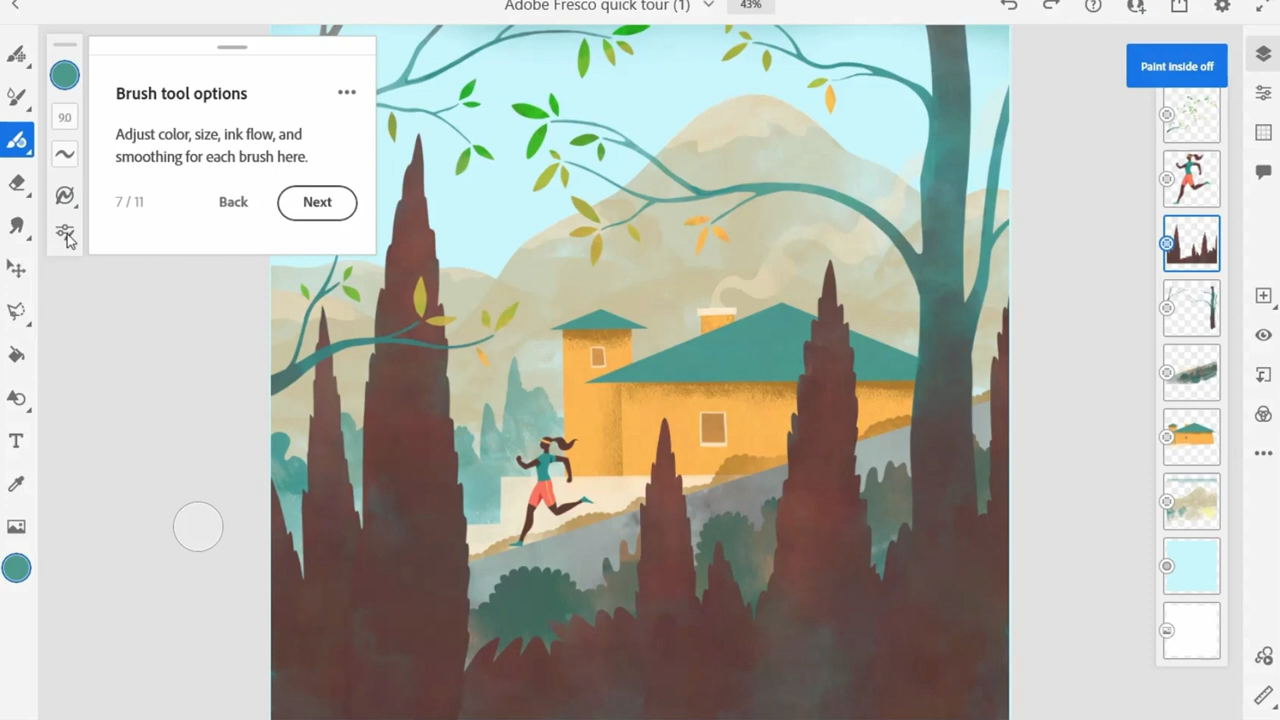 Adobe Fresco quick tour (1)
43%
Paint inside off
Brush tool options
90
Adjust color, size, ink flow, and
smoothing for each brush here.
7 / 11
Back
Next
T